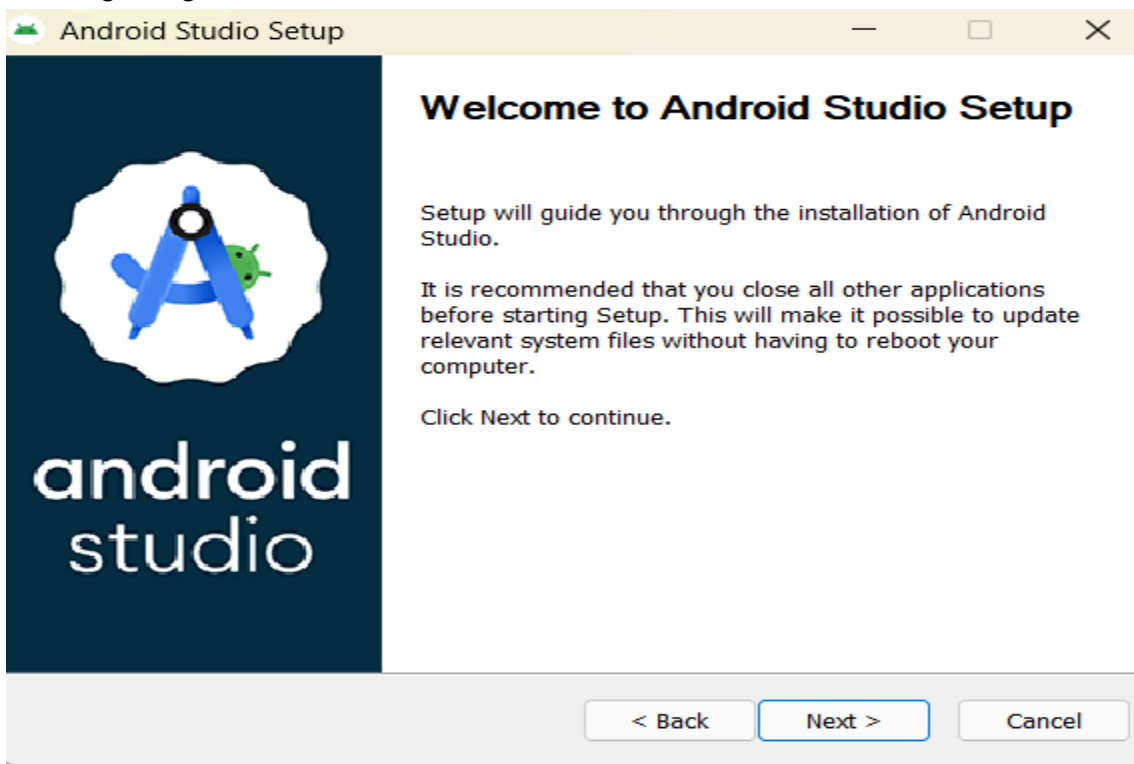 Android Studio Setup
Welcome to Android Studio Setup
Setup will guide you through the installation of Android
Studio.
It is recommended that you close all other applications
before starting Setup. This will make it possible to update
relevant system files without having to reboot your
computer.
Click Next to continue.
android
studio
< Back
Next >
Cancel